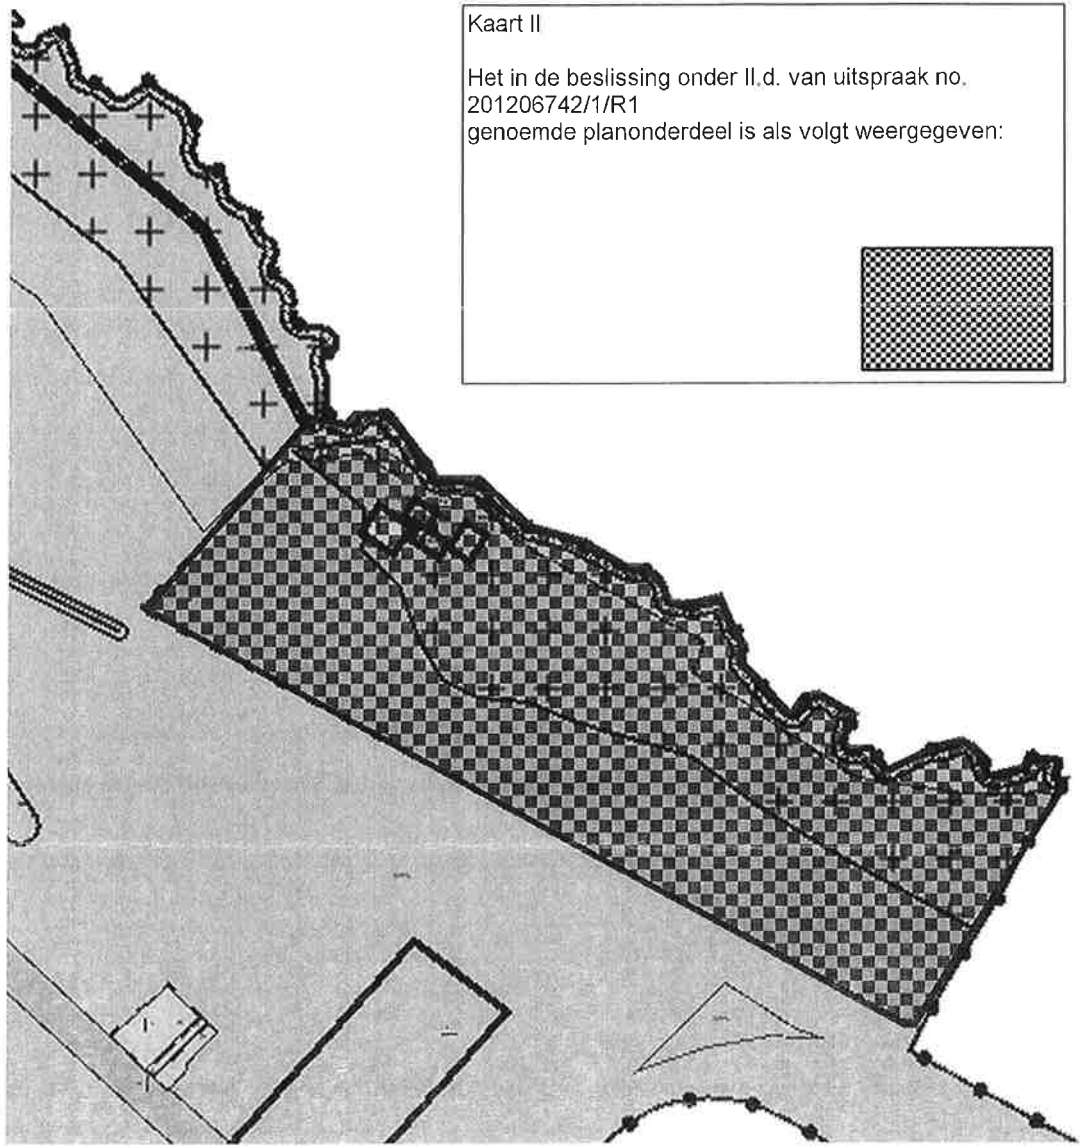 Kaart II
Het in de beslissing onder II.d. van uitspraak no.
201206742/1/R1
genoemde planonderdeel is als volgt weergegeven: